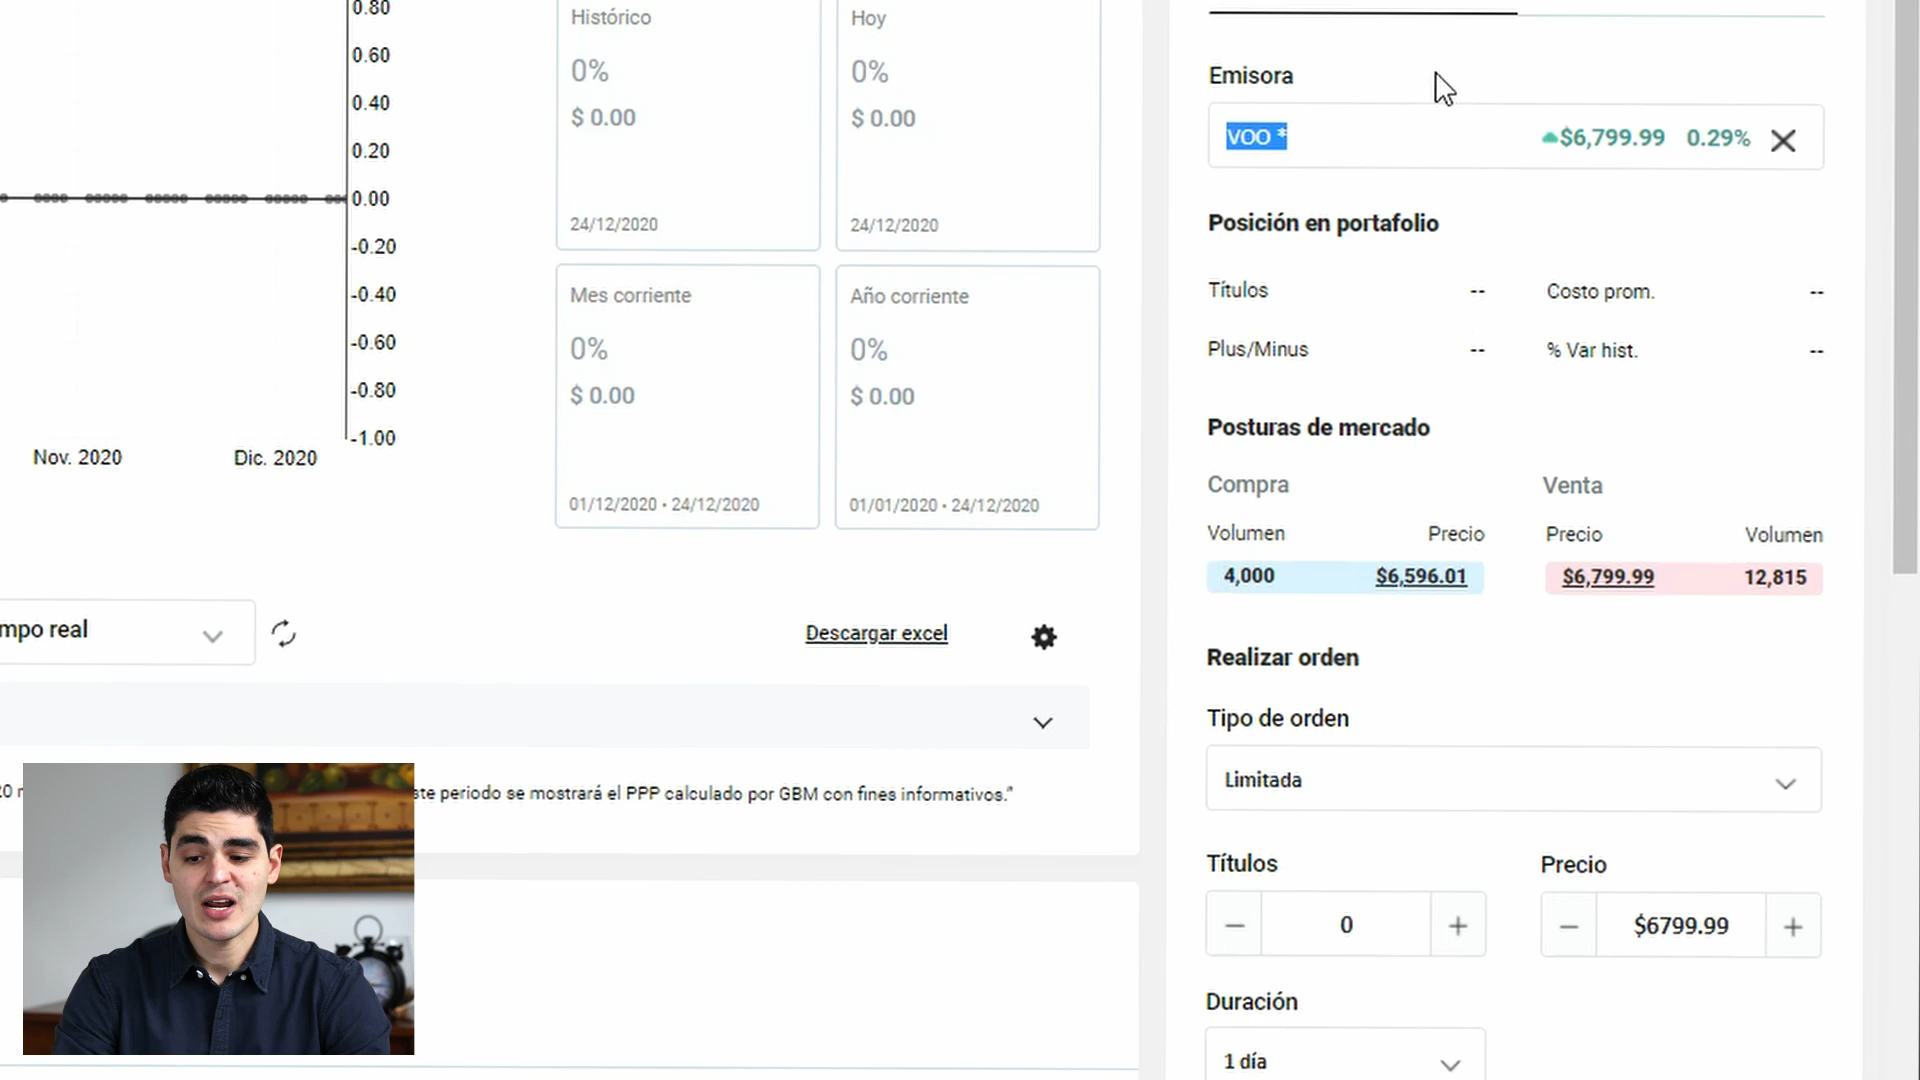 0.80
0.60
0.40
0.20
0.00
-0.20
-0.40
-0.60
-0.80
-1.00
Nov. 2020
Dic. 2020
Histórico
0%
$ 0.00
24/12/2020
Hoy
0%
$ 0.00
24/12/2020
Mes corriente
0%
$ 0.00
01/12/2020 • 24/12/2020
Año corriente
0%
$ 0.00
01/01/2020 • 24/12/2020
mpo real
Descargar excel
ste periodo se mostrará el PPP calculado por GBM con fines informativos."
Emisora
VOO * $6,799.99 0.29%
Posición en portafolio
Títulos -- Costo prom. --
Plus/Minus -- % Var hist. --
Posturas de mercado
Compra Venta
Volumen Precio Precio Volumen
4,000 $6,596.01 $6,799.99 12,815
Realizar orden
Tipo de orden
Limitada
Títulos Precio
0 $6799.99
Duración
1 día